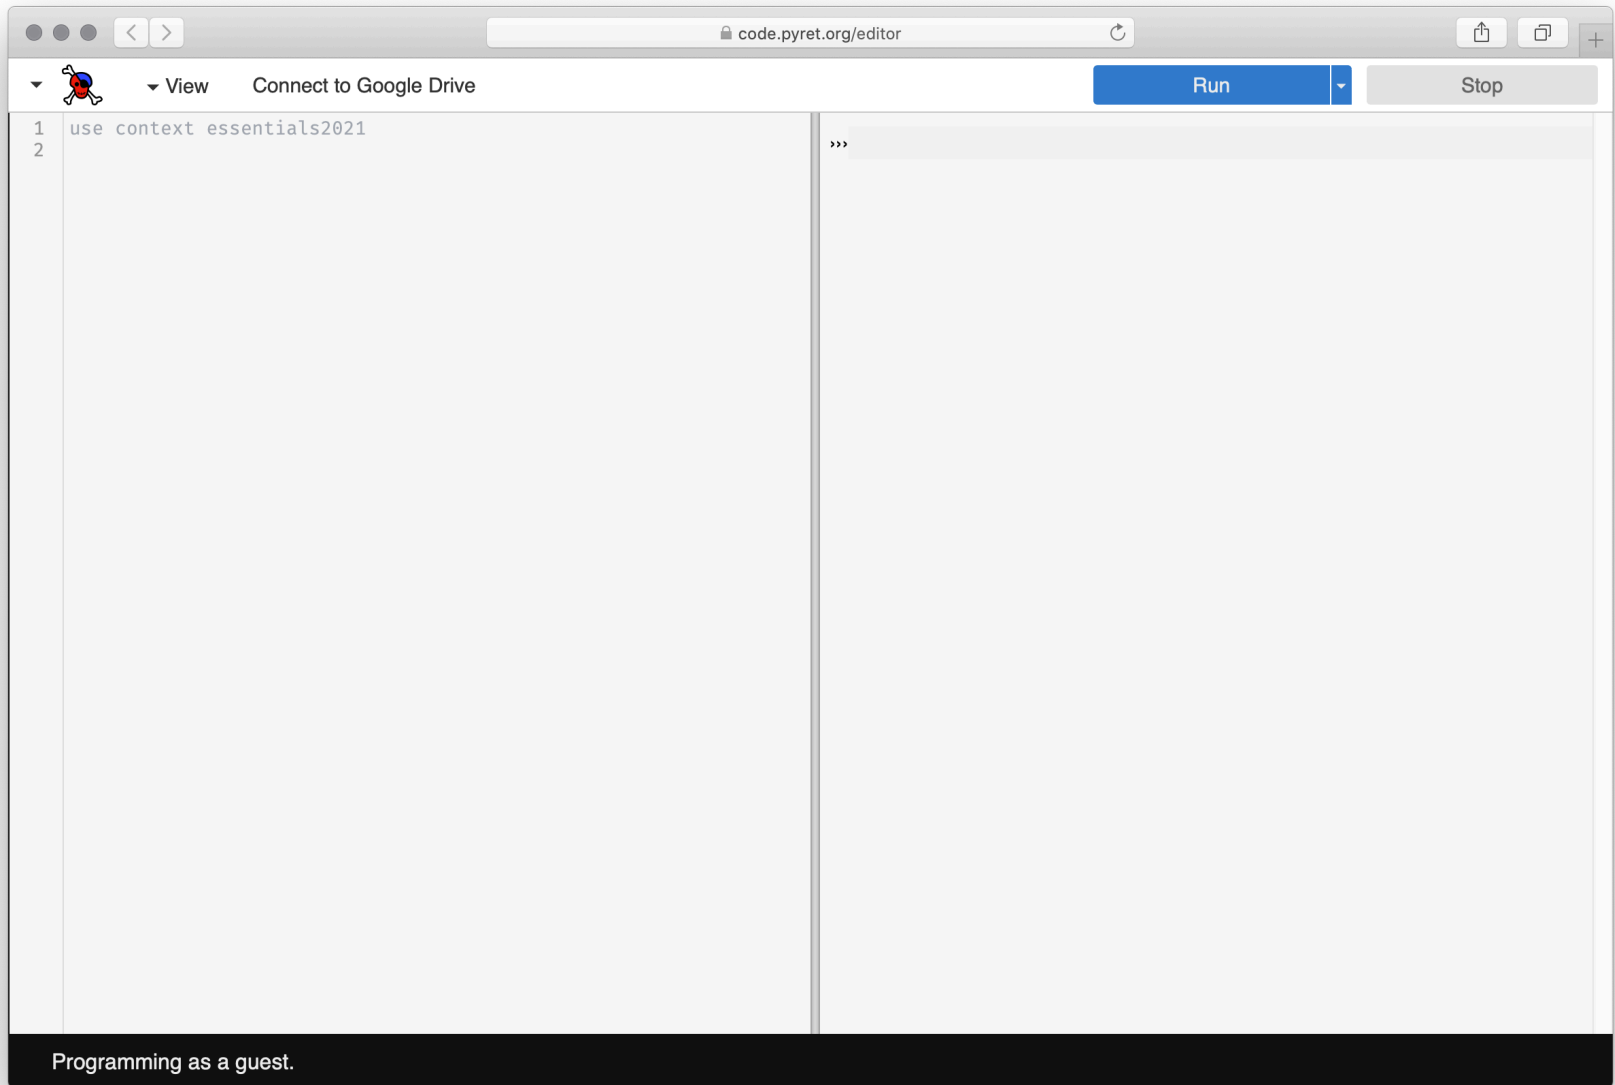 code.pyret.org/editor
View Connect to Google Drive Run Stop
1 use context essentials2021
2
›››
Programming as a guest.